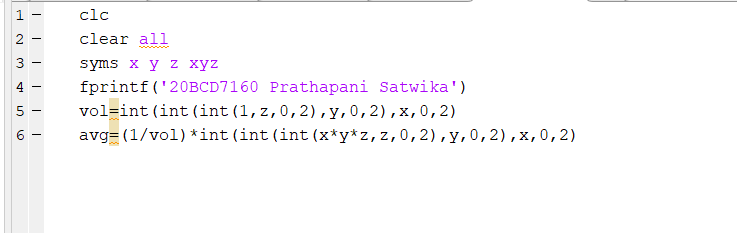 1 - clc
2 - clear all
3 - syms x y z xyz
4 - fprintf('20BCD7160 Prathapani Satwika')
5 - vol=int(int(int(1,z,0,2),y,0,2),x,0,2)
6 - avg=(1/vol)*int(int(int(x*y*z,z,0,2),y,0,2),x,0,2)